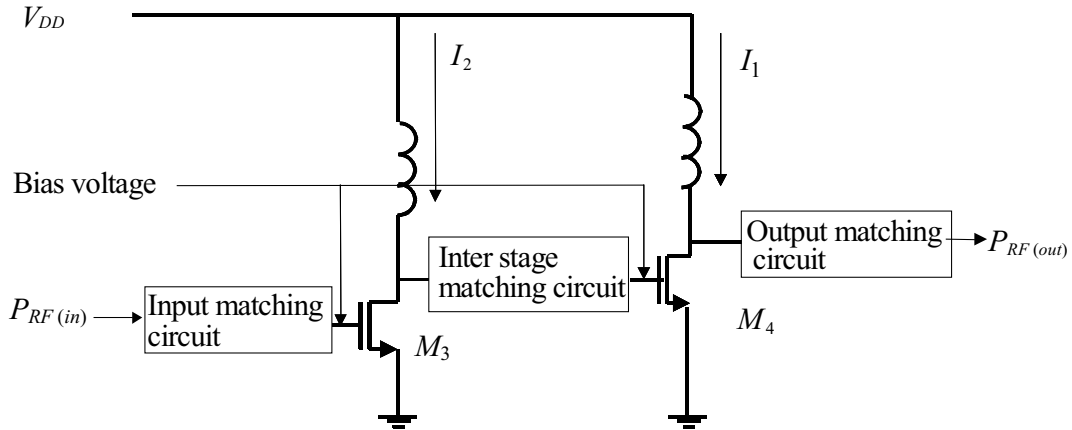 V_DD
I_2
I_1
Bias voltage
Inter stage
matching circuit
Output matching
circuit
P_RF (out)
P_RF (in)
Input matching
circuit
M_3
M_4